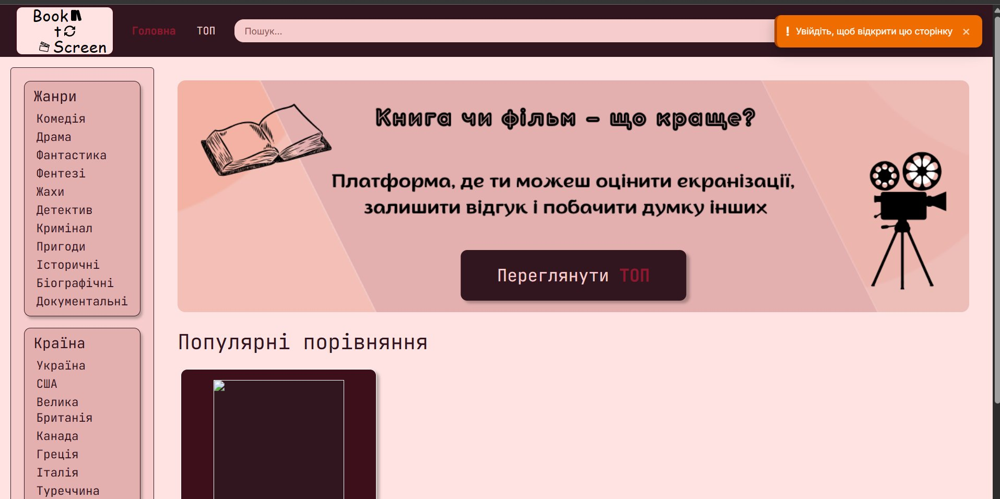 Book
to
Screen
Головна
ТОП
Пошук...
! Увійдіть, щоб відкрити цю сторінку ×
Жанри
Комедія
Драма
Фантастика
Фентезі
Жахи
Детектив
Кримінал
Пригоди
Історичні
Біографічні
Документальні
Країна
Україна
США
Велика
Британія
Канада
Греція
Італія
Туреччина
Книга чи фільм – що краще?
Платформа, де ти можеш оцінити екранізації,
залишити відгук і побачити думку інших
Переглянути ТОП
Популярні порівняння